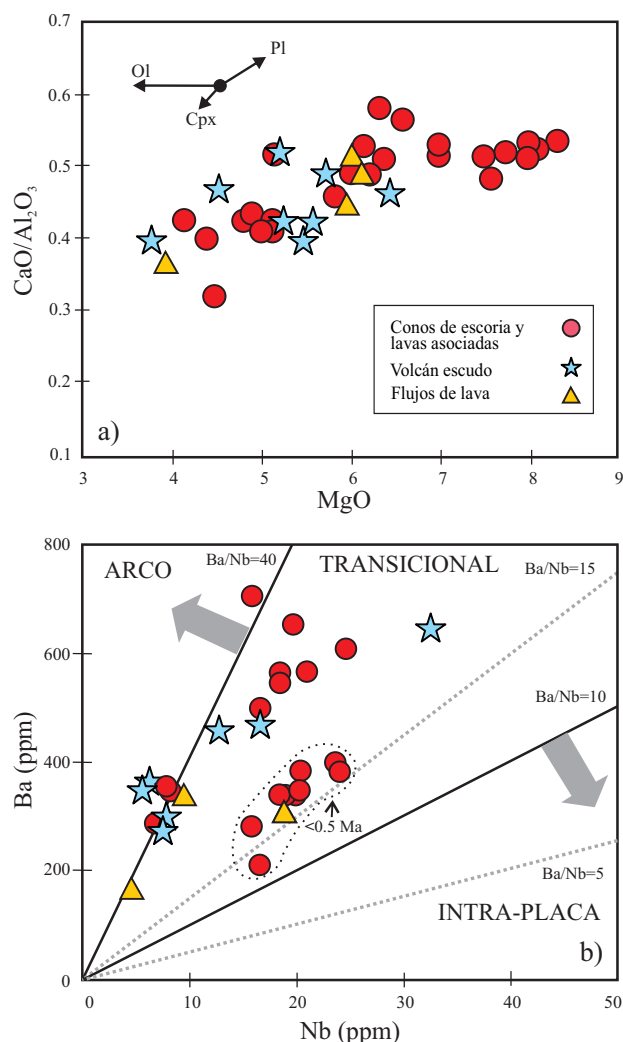 0.7
0.6
0.5
0.4
0.3
0.2
0.1
CaO/Al₂O₃
Ol
Pl
Cpx
Conos de escoria y
lavas asociadas
Volcán escudo
Flujos de lava
a)
3 4 5 6 7 8 9
MgO
800
600
400
200
0
Ba (ppm)
ARCO
Ba/Nb=40
TRANSICIONAL
Ba/Nb=15
Ba/Nb=10
<0.5 Ma
Ba/Nb=5
INTRA-PLACA
b)
0 10 20 30 40 50
Nb (ppm)